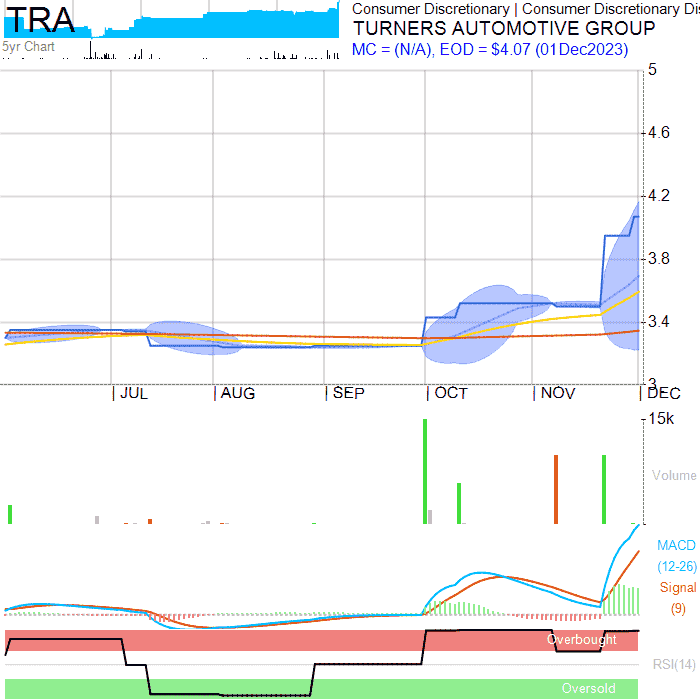 TRA
5yr Chart
Consumer Discretionary | Consumer Discretionary Dis
TURNERS AUTOMOTIVE GROUP
MC = (N/A), EOD = $4.07 (01Dec2023)
5
4.6
4.2
3.8
3.4
3
| JUL | AUG | SEP | OCT | NOV | DEC
15k
Volume
MACD
(12-26)
Signal
(9)
Overbought
RSI(14)
Oversold